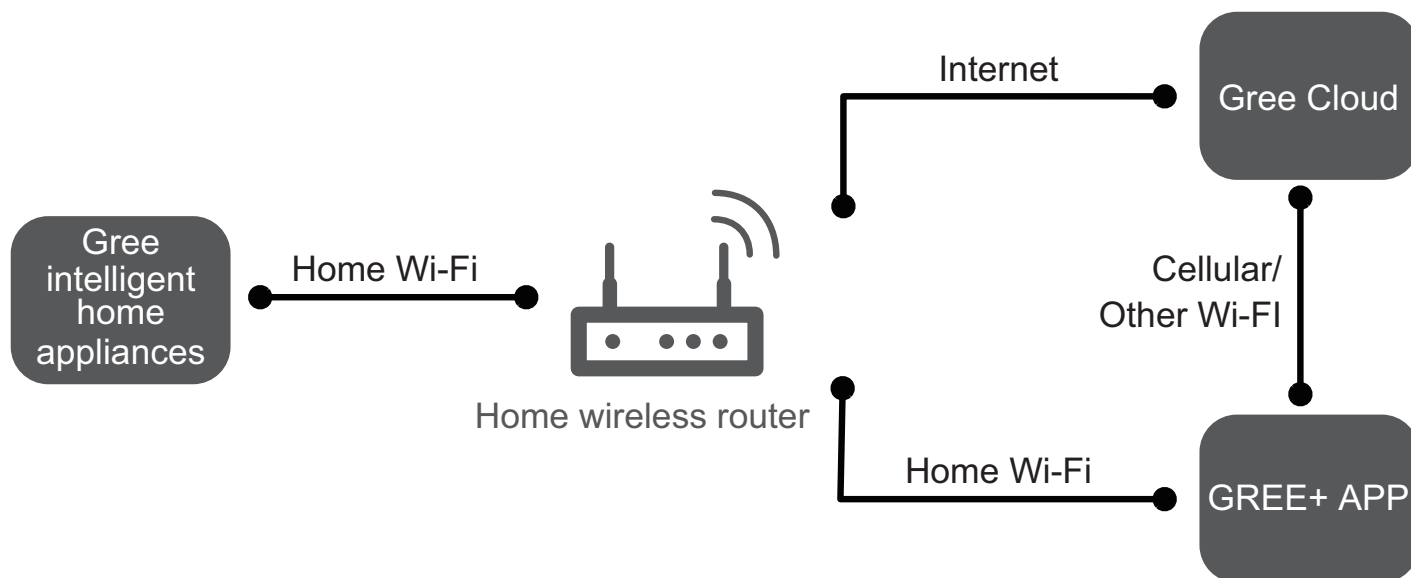 Internet
Gree Cloud
Gree
intelligent
home
appliances
Home Wi-Fi
Cellular/
Other Wi-FI
Home wireless router
Home Wi-Fi
GREE+ APP